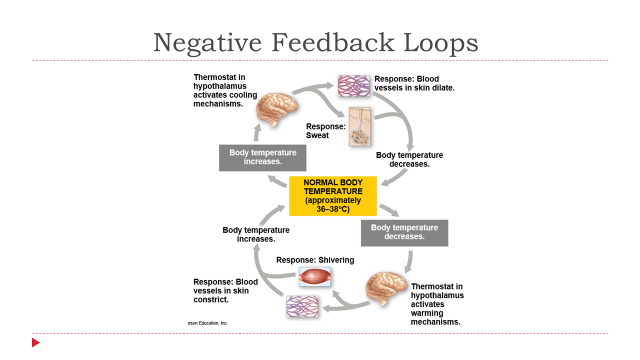 Negative Feedback Loops
Thermostat in
hypothalamus
activates cooling
mechanisms.
Response: Blood
vessels in skin dilate.
Response:
Sweat
Body temperature
increases.
Body temperature
decreases.
NORMAL BODY
TEMPERATURE
(approximately
36–38°C)
Body temperature
increases.
Body temperature
decreases.
Response: Shivering
Response: Blood
vessels in skin
constrict.
Thermostat in
hypothalamus
activates
warming
mechanisms.
Education, Inc.